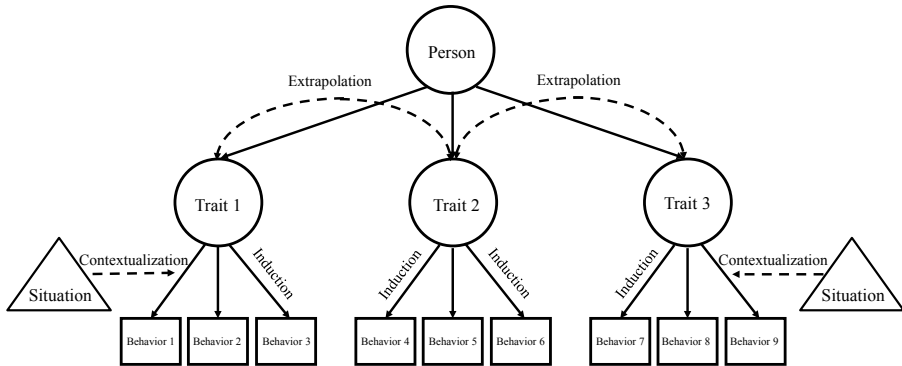 Person
Extrapolation
Extrapolation
Trait 1
Trait 2
Trait 3
Contextualization
Situation
Induction
Induction
Induction
Induction
Contextualization
Situation
Behavior 1
Behavior 2
Behavior 3
Behavior 4
Behavior 5
Behavior 6
Behavior 7
Behavior 8
Behavior 9